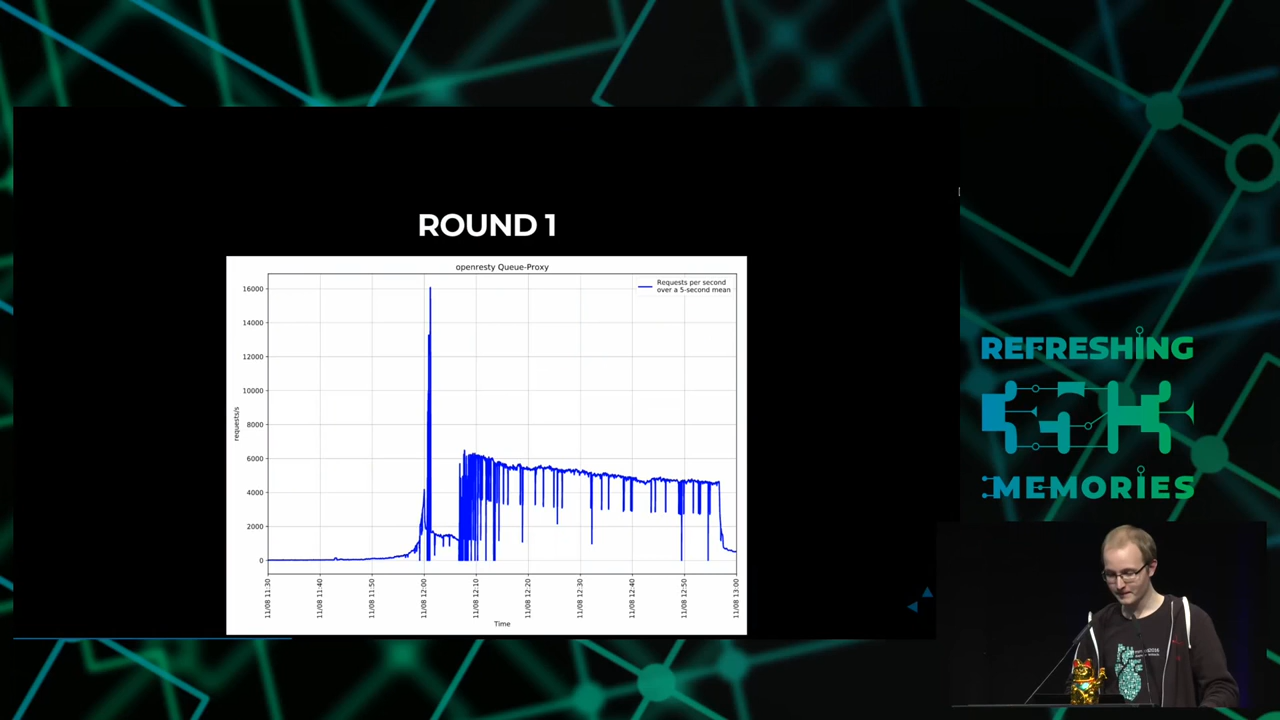 ROUND 1
openresty Queue-Proxy
Requests per second
over a 5-second mean
16000
14000
12000
10000
8000
6000
4000
2000
0
requests/s
11/08 11:30
11/08 11:40
11/08 11:50
11/08 12:00
11/08 12:10
11/08 12:20
11/08 12:30
11/08 12:40
11/08 12:50
11/08 13:00
Time
REFRESHING
35C3
MEMORIES